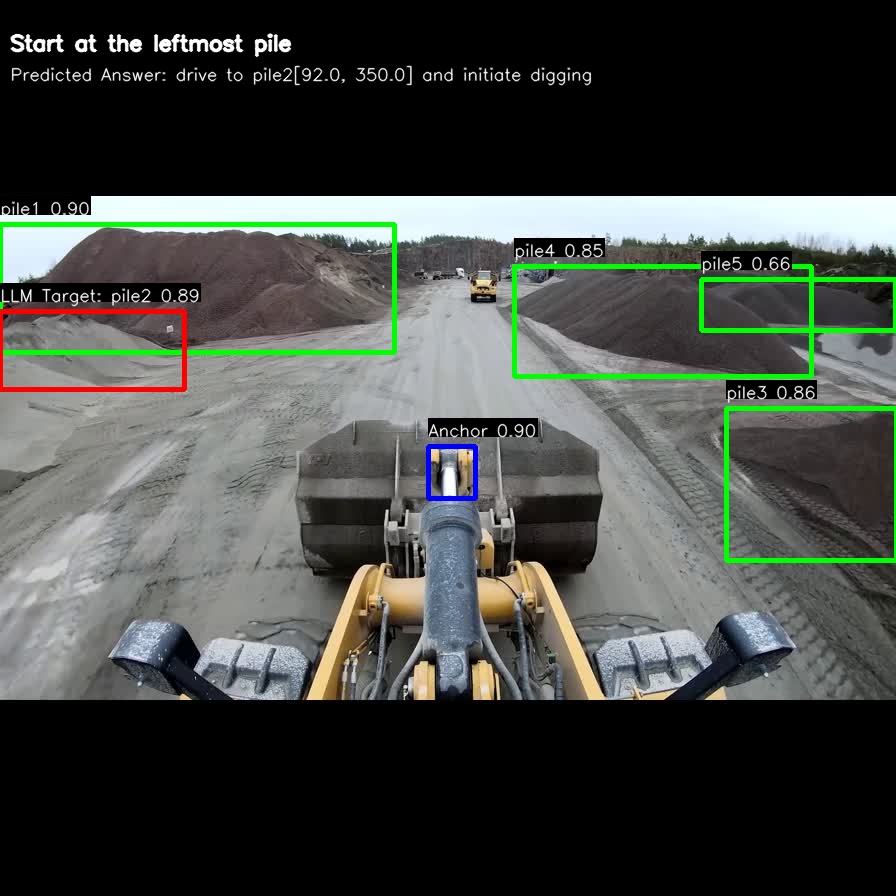 Start at the leftmost pile
Predicted Answer: drive to pile2[92.0, 350.0] and initiate digging
pile1 0.90
pile4 0.85
pile5 0.66
LLM Target: pile2 0.89
pile3 0.86
Anchor 0.90